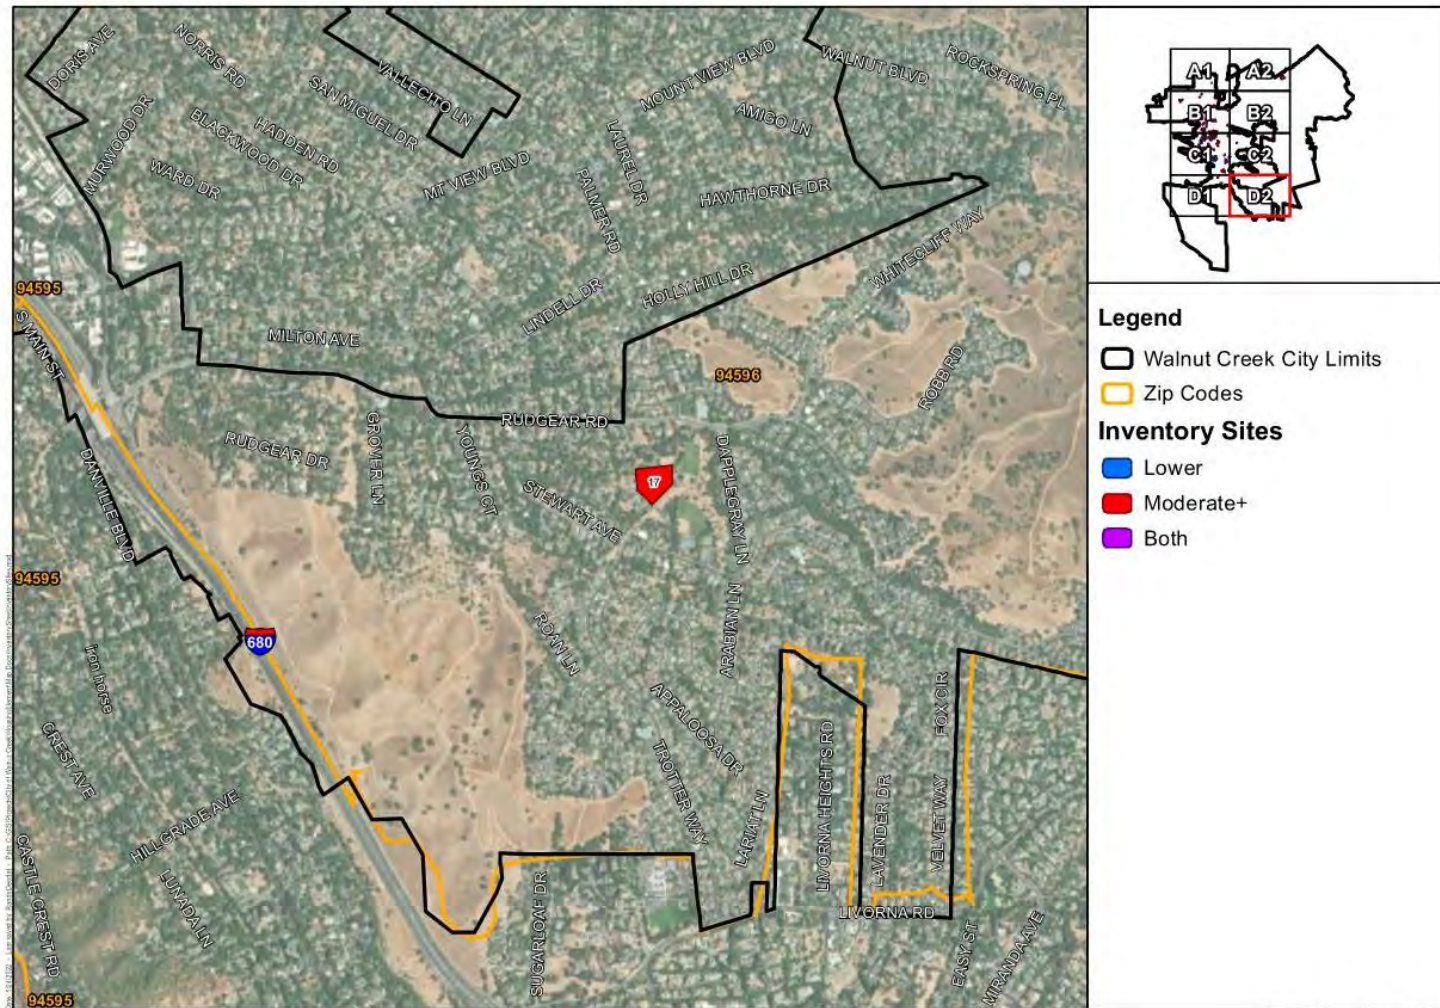 DORIS AVE
NORRIS RD
VALLECITO LN
SAN MIGUEL DR
MOUNT VIEW BLVD
WALNUT BLVD
ROCKSPRING PL
MURWOOD DR
BLACKWOOD DR
HADDEN RD
AMIGO LN
WARD DR
MT VIEW BLVD
LAUREL DR
PALMER RD
HAWTHORNE DR
WHITECLIFF WAY
HOLLY HILL DR
LINDELL DR
94595
S MAIN ST
MILTON AVE
94596
ROBB RD
RUDGEAR RD
RUDGEAR DR
GROVER LN
YOUNGS CT
DAPPLEGRAY LN
DANVILLE BLVD
17
STEWART AVE
94595
ARABIAN LN
680
ROAN LN
Iron horse
APPALOOSA DR
FOX CIR
CREST AVE
TROTTER WAY
LIVORNA HEIGHTS RD
HILLGRADE AVE
LARIAT LN
LAVENDER DR
VELVET WAY
CASTLE CREST RD
LUNADA LN
SUGARLOAF DR
LIVORNA RD
EASY ST
MIRANDA AVE
94595
A1 A2
B1 B2
C1 C2
D1 D2
Legend
Walnut Creek City Limits
Zip Codes
Inventory Sites
Lower
Moderate+
Both